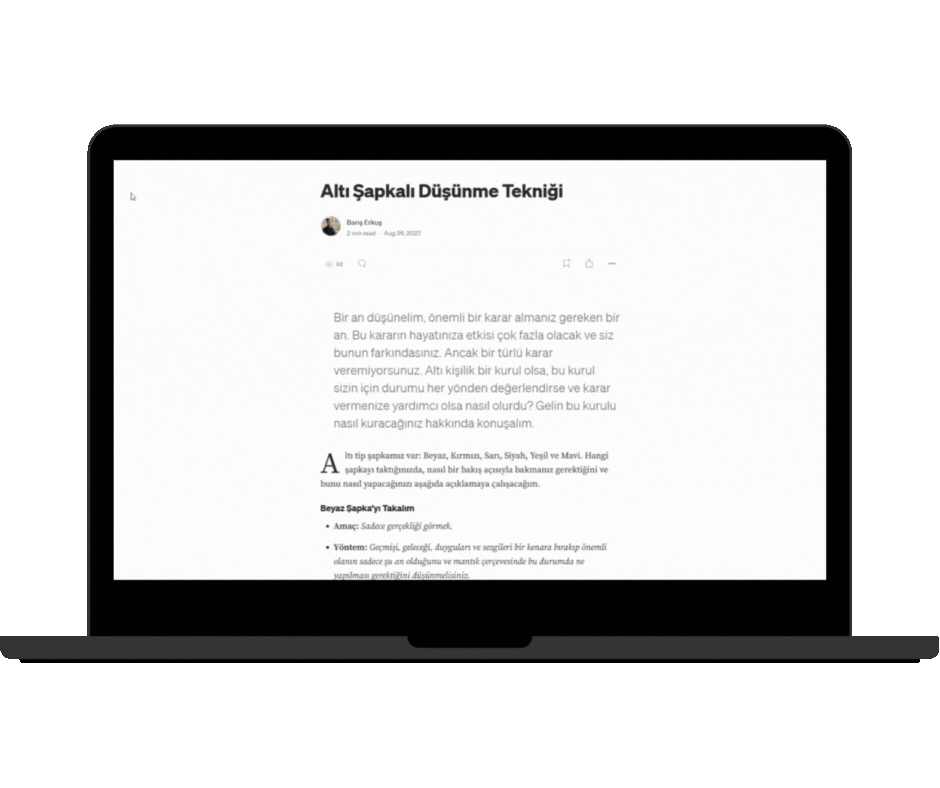 Altı Şapkalı Düşünme Tekniği
Barış Erkuş
2 min read · Aug 24, 2020
98
Bir an düşünelim, önemli bir karar almanız gereken bir
an. Bu kararın hayatınıza etkisi çok fazla olacak ve siz
bunun farkındasınız. Ancak bir türlü karar
veremiyorsunuz. Altı kişilik bir kurul olsa, bu kurul
sizin için durumu her yönden değerlendirse ve karar
vermenize yardımcı olsa nasıl olurdu? Gelin bu kurulu
nasıl kuracağınız hakkında konuşalım.
Altı tip şapkamız var: Beyaz, Kırmızı, Sarı, Siyah, Yeşil ve Mavi. Hangi
şapkayı taktığınızda, nasıl bir bakış açısıyla bakmanız gerektiğini ve
bunu nasıl yapacağınızı aşağıda açıklamaya çalışacağım.
Beyaz Şapka'yı Takalım
• Amaç: Sadece gerçekliği görmek.
• Yöntem: Geçmişi, geleceği, duyguları ve sezgileri bir kenara bırakıp önemli
olanın sadece şu an olduğunu ve mantık çerçevesinde bu durumda ne
yapılması gerektiğini düşünmelisiniz.